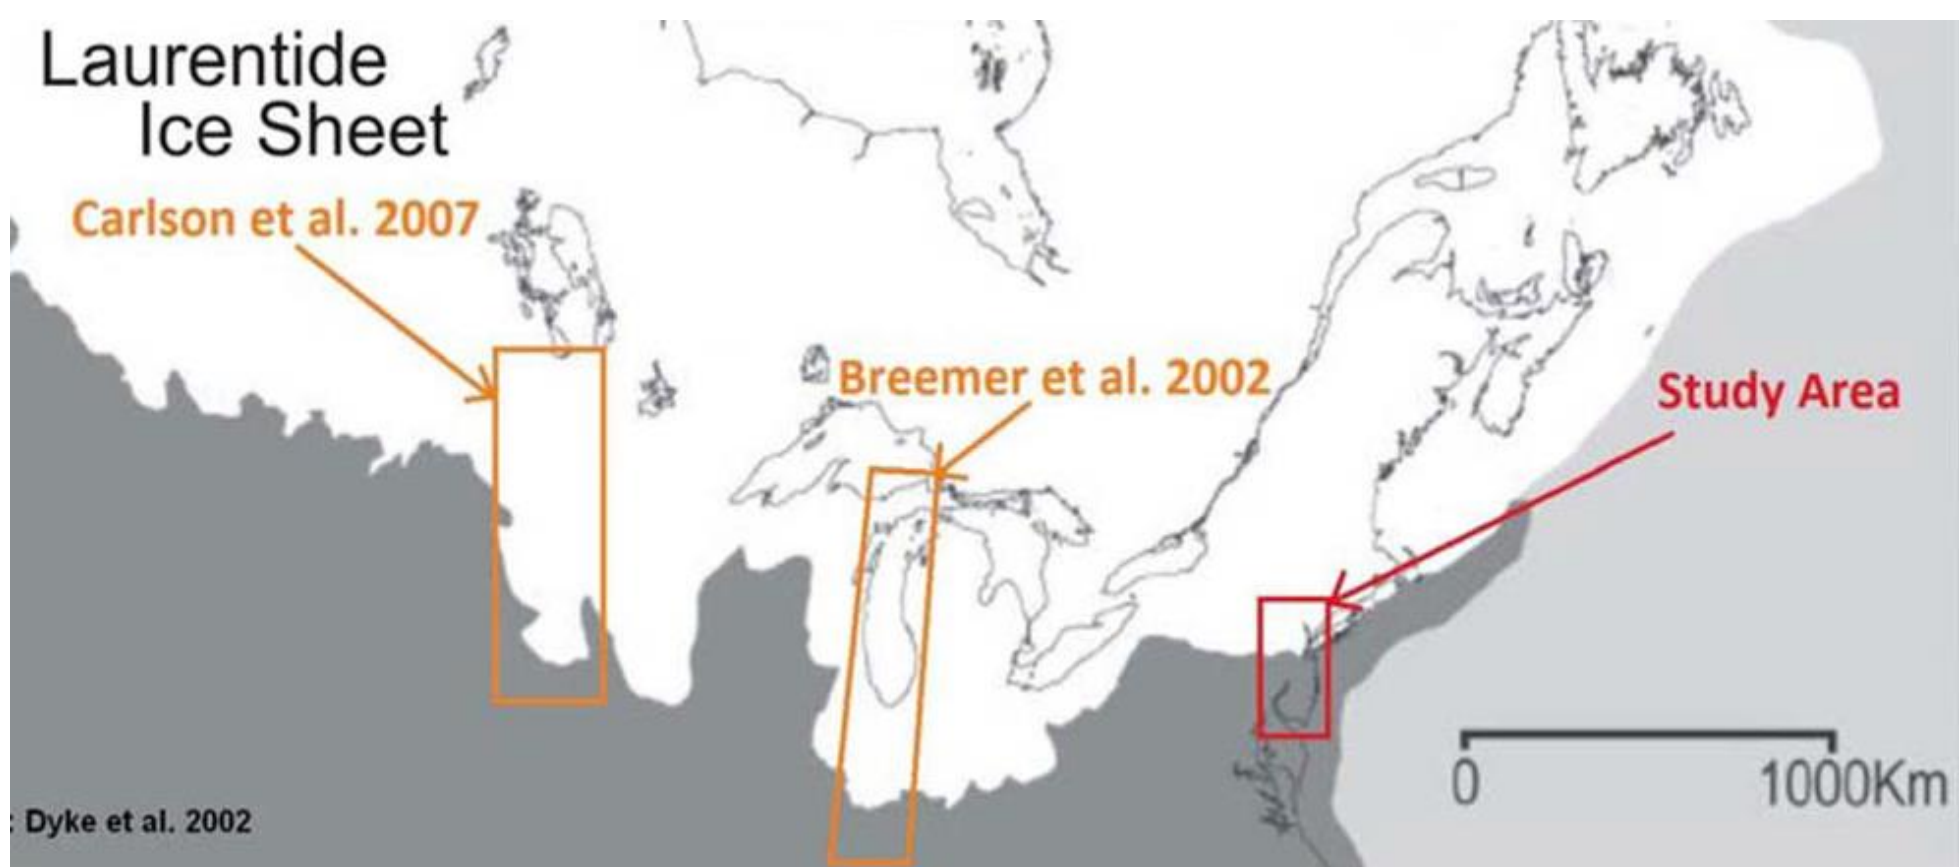 Laurentide
Ice Sheet
Carlson et al. 2007
Breemer et al. 2002
Study Area
0 1000Km
: Dyke et al. 2002